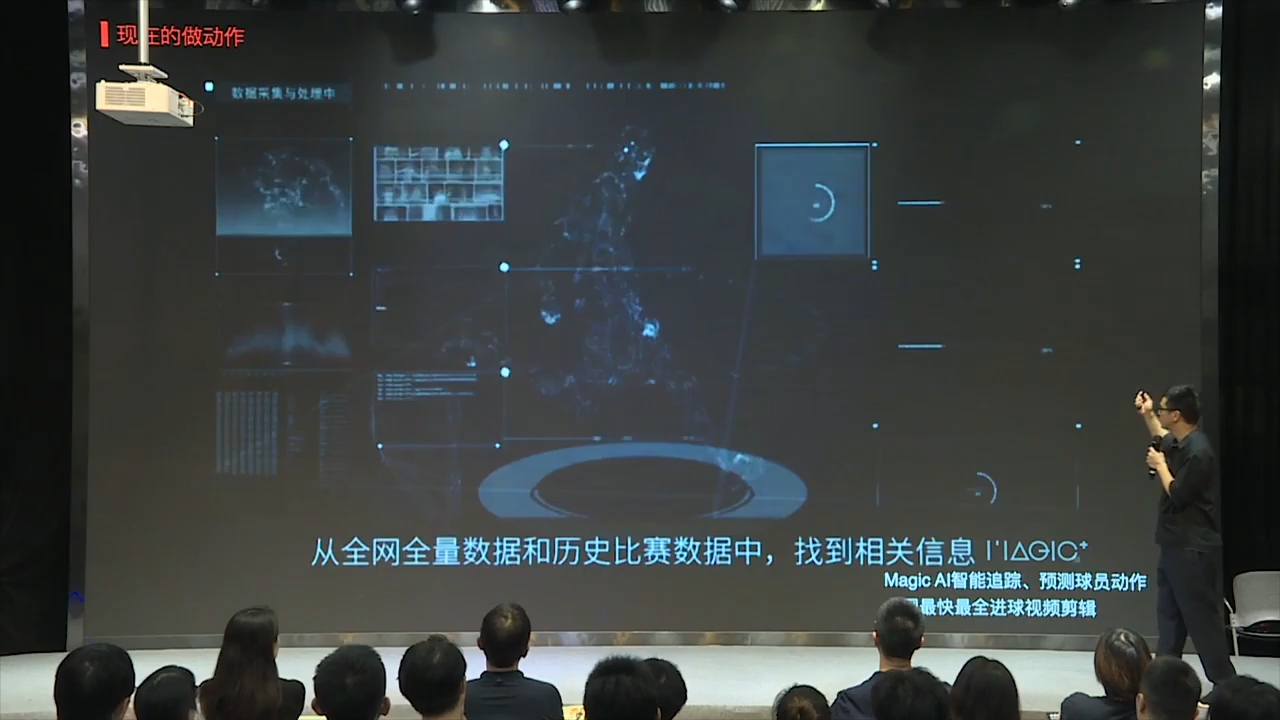 现在的做动作
数据采集与处理中
从全网全量数据和历史比赛数据中，找到相关信息 MAGIC+
Magic AI智能追踪、预测球员动作
最快最全进球视频剪辑